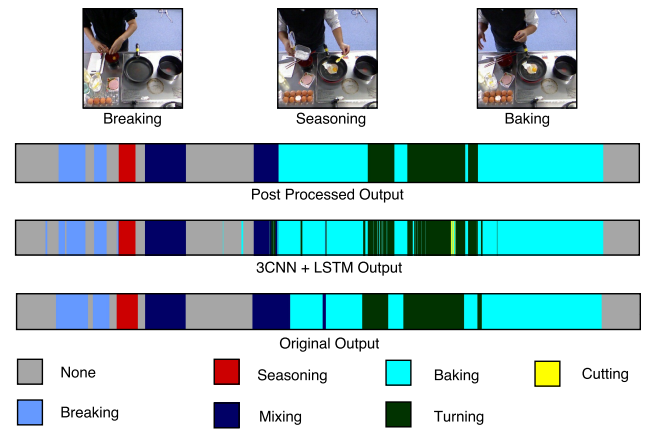 Breaking
Seasoning
Baking
Post Processed Output
3CNN + LSTM Output
Original Output
None
Seasoning
Baking
Cutting
Breaking
Mixing
Turning